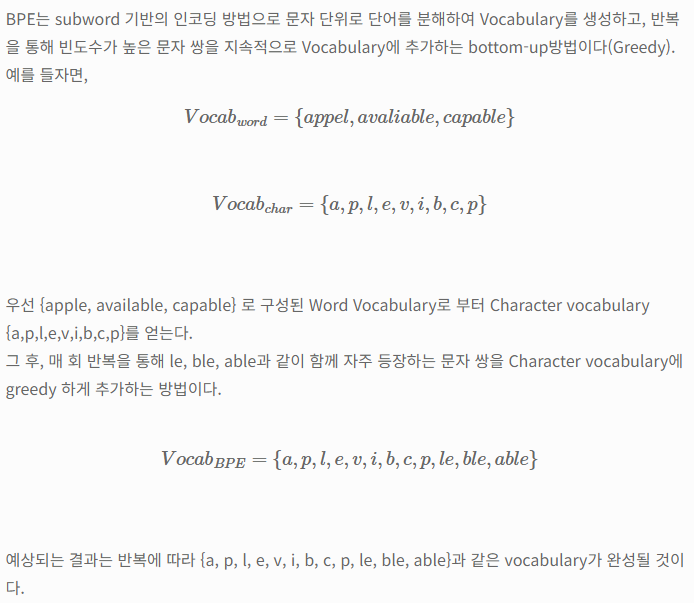 BPE는 subword 기반의 인코딩 방법으로 문자 단위로 단어를 분해하여 Vocabulary를 생성하고, 반복
을 통해 빈도수가 높은 문자 쌍을 지속적으로 Vocabulary에 추가하는 bottom-up방법이다(Greedy).
예를 들자면,
Vocab_{word} = {appel, avaliable, capable}
Vocab_{char} = {a, p, l, e, v, i, b, c, p}
우선 {apple, available, capable} 로 구성된 Word Vocabulary로 부터 Character vocabulary
{a,p,l,e,v,i,b,c,p}를 얻는다.
그 후, 매 회 반복을 통해 le, ble, able과 같이 함께 자주 등장하는 문자 쌍을 Character vocabulary에
greedy 하게 추가하는 방법이다.
Vocab_{BPE} = {a, p, l, e, v, i, b, c, p, le, ble, able}
예상되는 결과는 반복에 따라 {a, p, l, e, v, i, b, c, p, le, ble, able}과 같은 vocabulary가 완성될 것이
다.